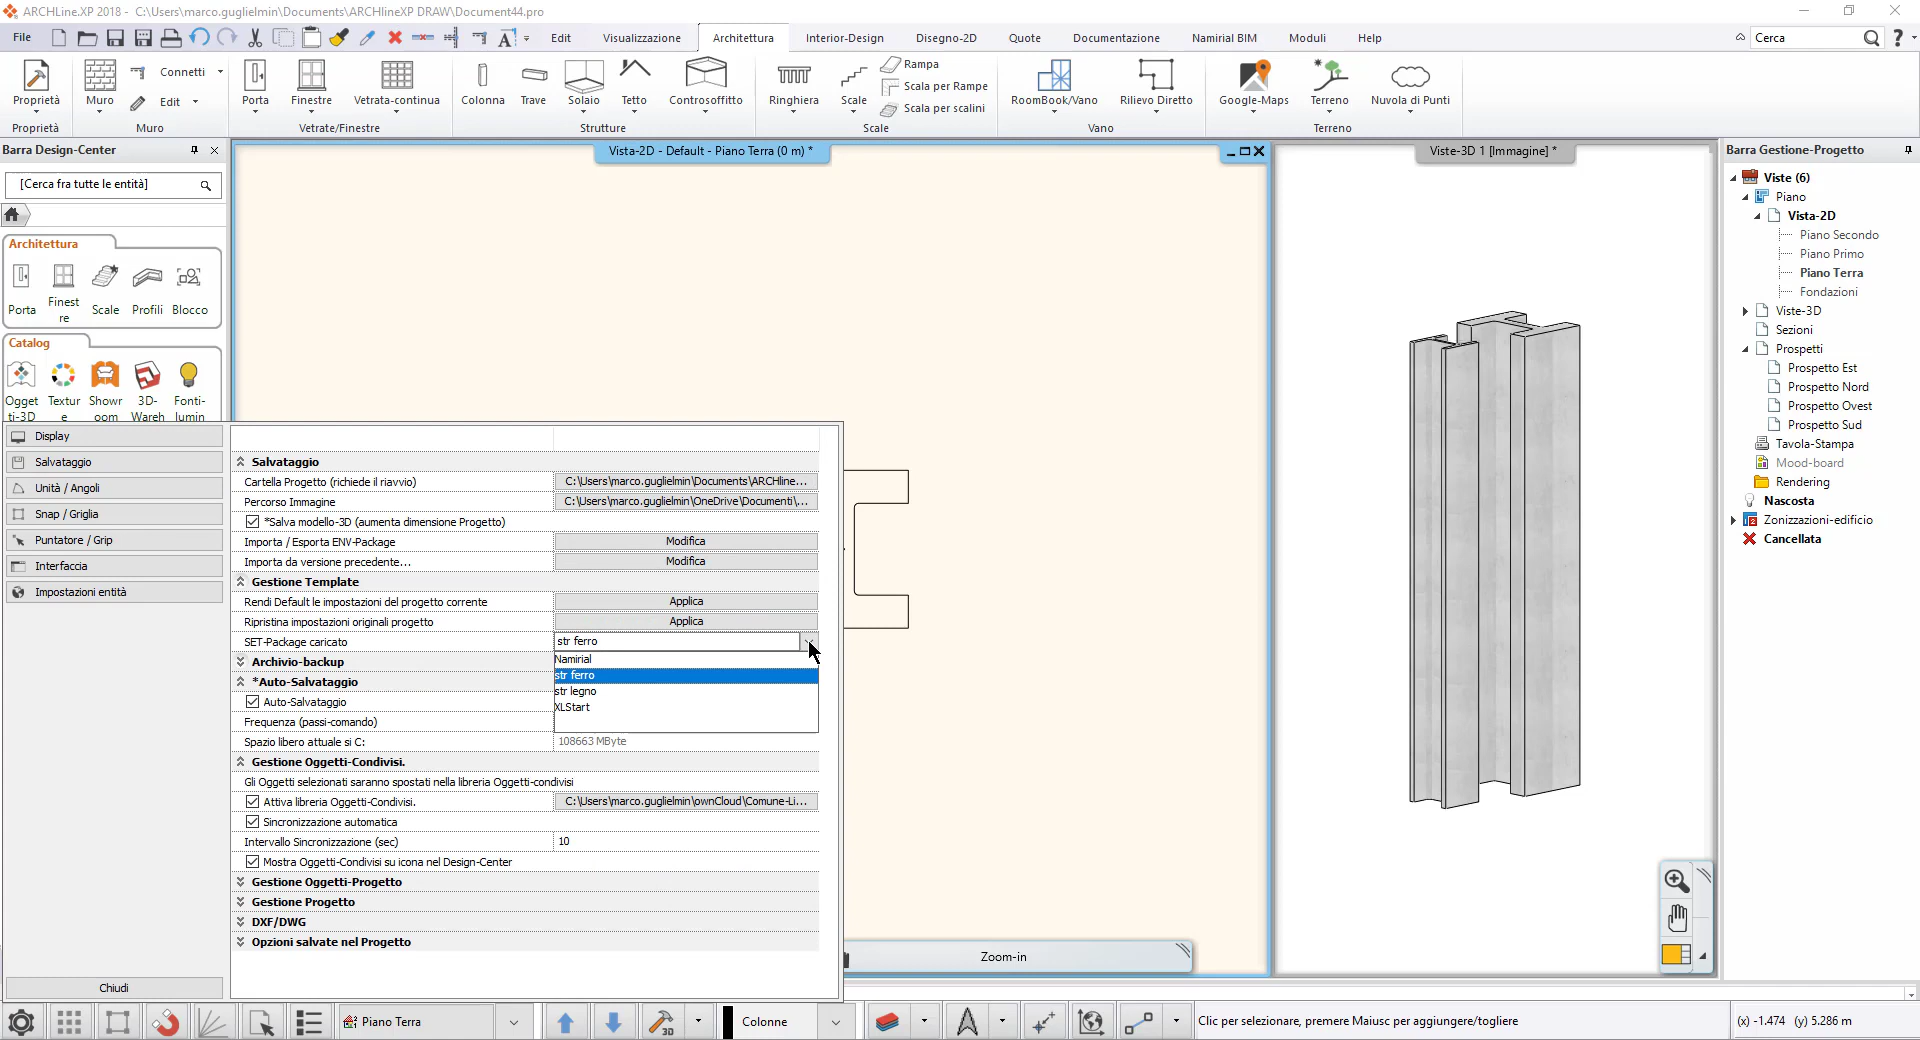 ARCHLine.XP 2018 - C:\Users\marco.guglielmin\Documents\ARCHlineXP DRAW\Document44.pro
File
Edit
Visualizzazione
Architettura
Interior-Design
Disegno-2D
Quote
Documentazione
Namirial BIM
Moduli
Help
Cerca
Proprietà
Muro
Connetti
Edit
Porta
Finestre
Vetrata-continua
Colonna
Trave
Solaio
Tetto
Controsoffitto
Ringhiera
Scale
Rampa
Scala per Rampe
Scala per scalini
RoomBook/Vano
Rilievo Diretto
Google-Maps
Terreno
Nuvola di Punti
Proprietà
Muro
Vetrate/Finestre
Strutture
Scale
Vano
Terreno
Barra Design-Center
[Cerca fra tutte le entità]
Architettura
Porta
Finest
re
Scale
Profili
Blocco
Catalog
Ogget
ti-3D
Textur
e
Showr
oom
3D-
Wareh
Fonti-
lumin
Vista-2D - Default - Piano Terra (0 m) *
Viste-3D 1 [Immagine] *
Barra Gestione-Progetto
Viste (6)
Piano
Vista-2D
Piano Secondo
Piano Primo
Piano Terra
Fondazioni
Viste-3D
Sezioni
Prospetti
Prospetto Est
Prospetto Nord
Prospetto Ovest
Prospetto Sud
Tavola-Stampa
Mood-board
Rendering
Nascosta
Zonizzazioni-edificio
Cancellata
Display
Salvataggio
Unità / Angoli
Snap / Griglia
Puntatore / Grip
Interfaccia
Impostazioni entità
Chiudi
Salvataggio
Cartella Progetto (richiede il riavvio) C:\Users\marco.guglielmin\Documents\ARCHline...
Percorso Immagine C:\Users\marco.guglielmin\OneDrive\Documenti\...
*Salva modello-3D (aumenta dimensione Progetto)
Importa / Esporta ENV-Package Modifica
Importa da versione precedente... Modifica
Gestione Template
Rendi Default le impostazioni del progetto corrente Applica
Ripristina impostazioni originali progetto Applica
SET-Package caricato str ferro
Namirial
str ferro
str legno
XLStart
Archivio-backup
*Auto-Salvataggio
Auto-Salvataggio
Frequenza (passi-comando)
Spazio libero attuale si C: 108663 MByte
Gestione Oggetti-Condivisi.
Gli Oggetti selezionati saranno spostati nella libreria Oggetti-condivisi
Attiva libreria Oggetti-Condivisi. C:\Users\marco.guglielmin\ownCloud\Comune-Li...
Sincronizzazione automatica
Intervallo Sincronizzazione (sec) 10
Mostra Oggetti-Condivisi su icona nel Design-Center
Gestione Oggetti-Progetto
Gestione Progetto
DXF/DWG
Opzioni salvate nel Progetto
Zoom-in
Piano Terra
3D
Colonne
Clic per selezionare, premere Maiusc per aggiungere/togliere
(x) -1.474 (y) 5.286 m